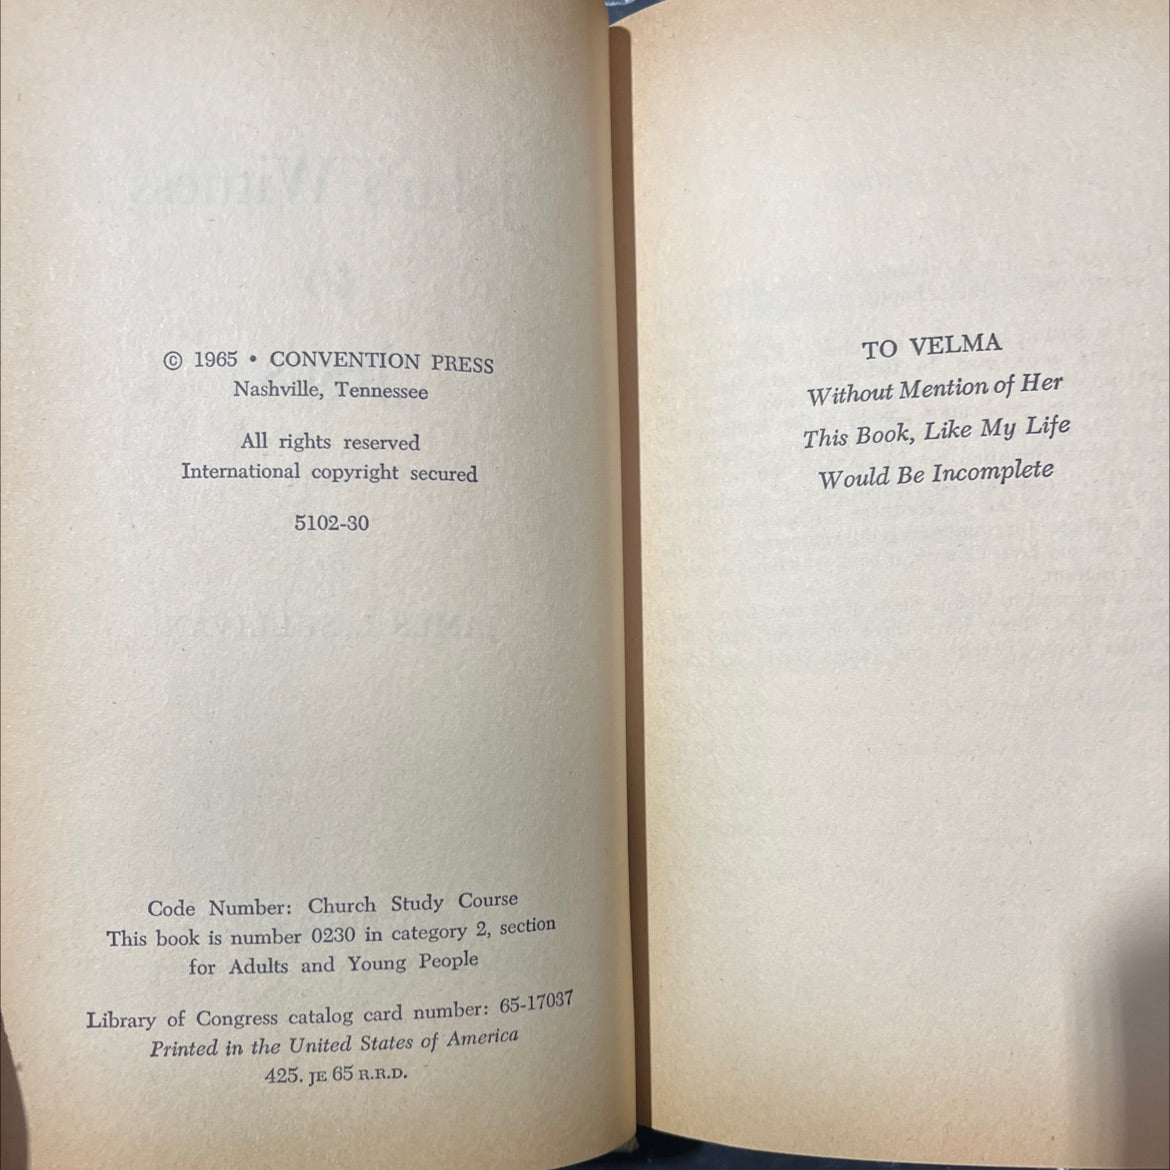 © 1965 • CONVENTION PRESS
Nashville, Tennessee
All rights reserved
International copyright secured
5102-30
Code Number: Church Study Course
This book is number 0230 in category 2, section
for Adults and Young People
Library of Congress catalog card number: 65-17037
Printed in the United States of America
425. JE 65 R.R.D.
TO VELMA
Without Mention of Her
This Book, Like My Life
Would Be Incomplete